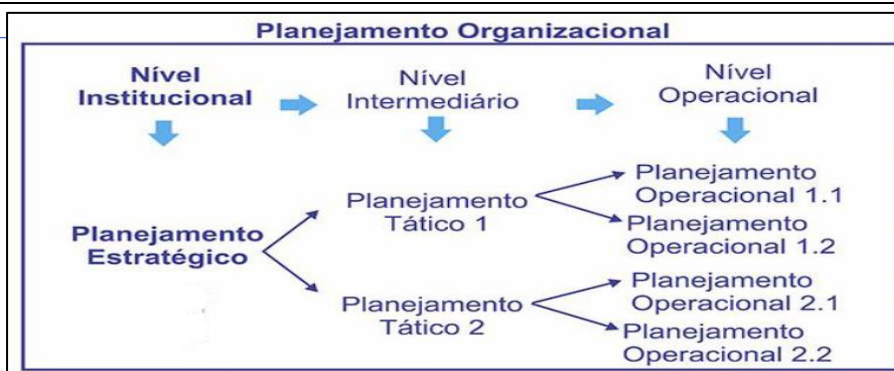 Planejamento Organizacional
Nível
Institucional
Nível
Intermediário
Nível
Operacional
Planejamento
Estratégico
Planejamento
Tático 1
Planejamento
Tático 2
Planejamento
Operacional 1.1
Planejamento
Operacional 1.2
Planejamento
Operacional 2.1
Planejamento
Operacional 2.2